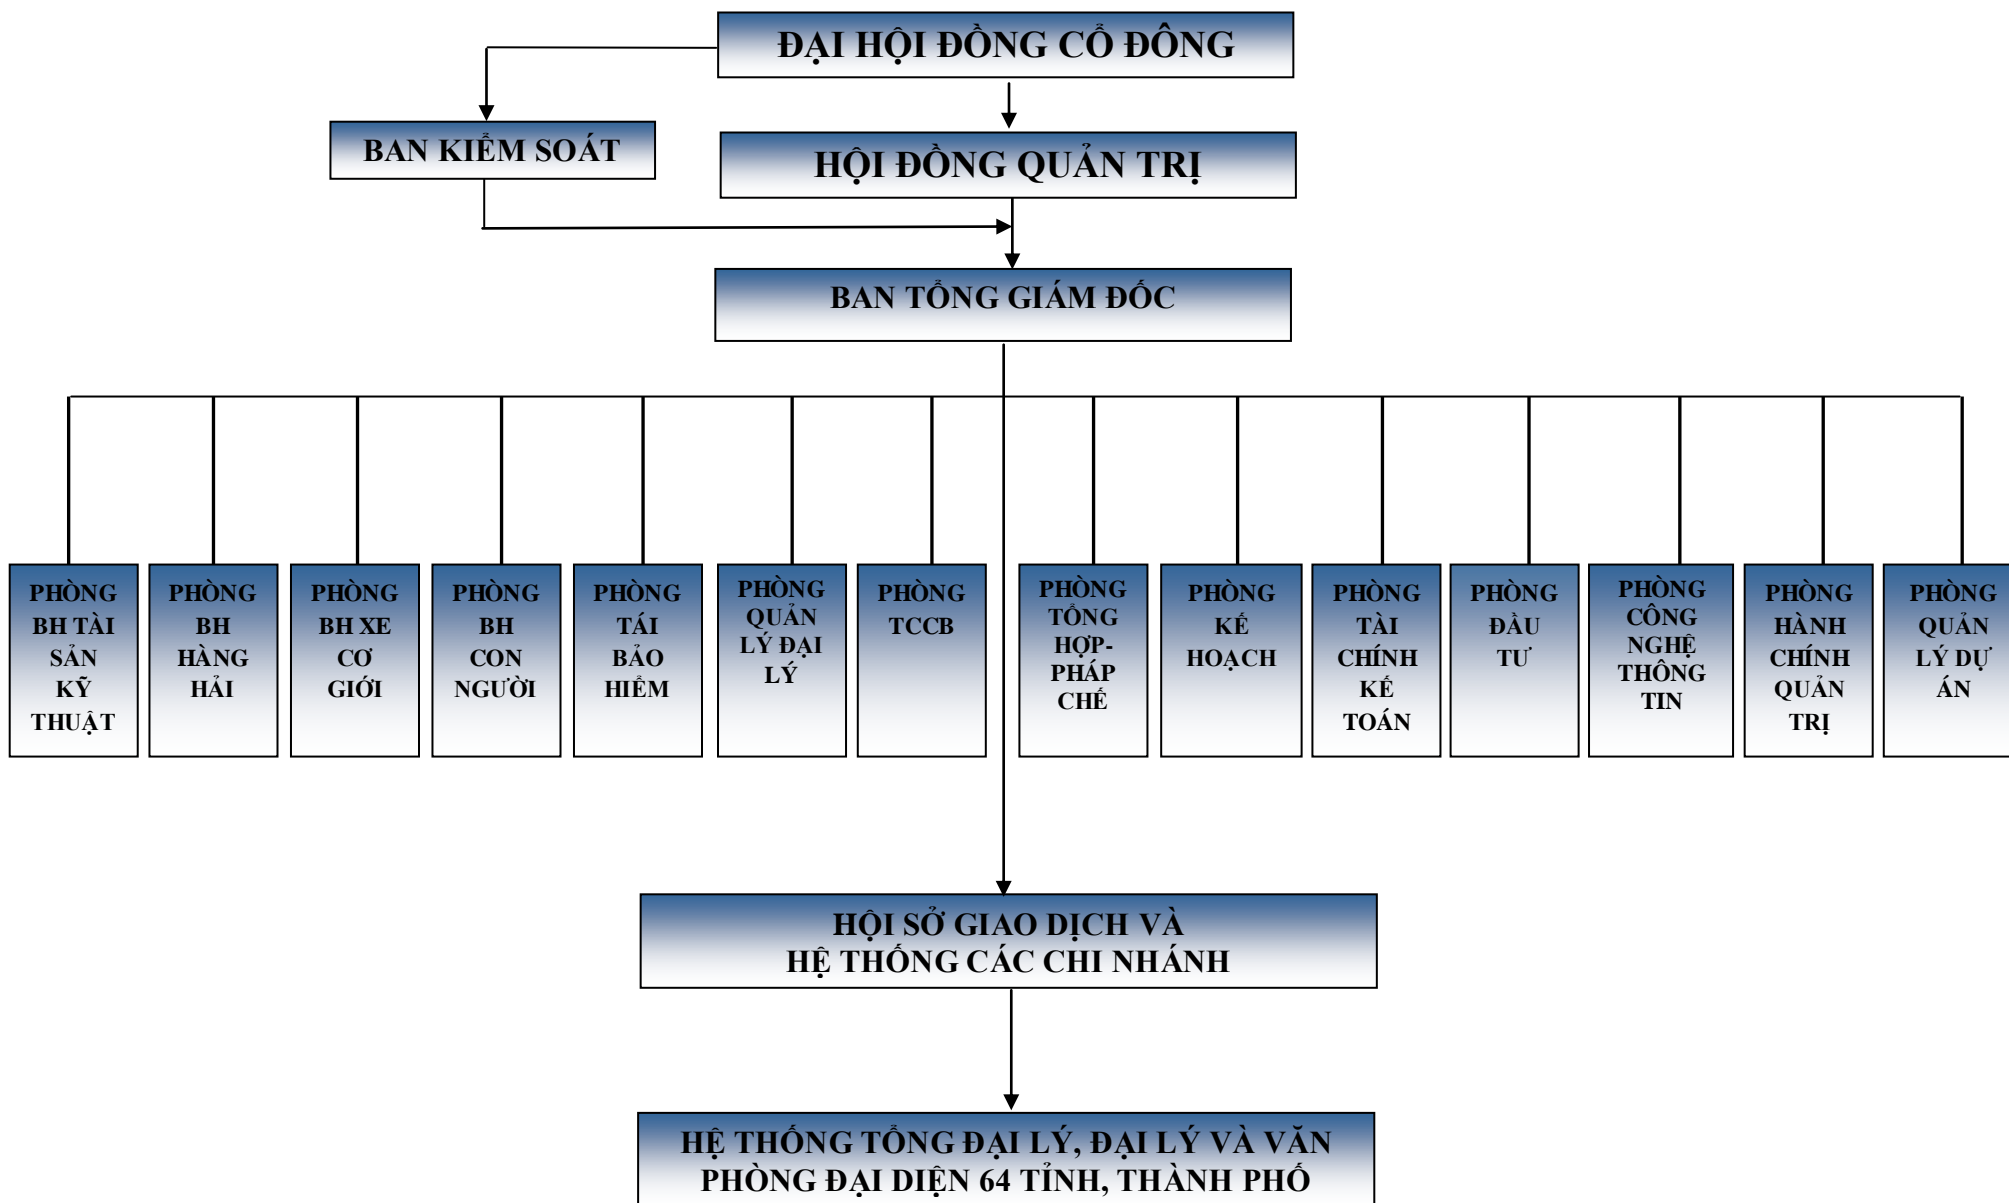 ĐẠI HỘI ĐỒNG CỔ ĐÔNG
BAN KIỂM SOÁT
HỘI ĐỒNG QUẢN TRỊ
BAN TỔNG GIÁM ĐỐC
PHÒNG
BH TÀI
SẢN
KỸ
THUẬT
PHÒNG
BH
HÀNG
HẢI
PHÒNG
BH XE
CƠ
GIỚI
PHÒNG
BH
CON
NGƯỜI
PHÒNG
TÁI
BẢO
HIỂM
PHÒNG
QUẢN
LÝ ĐẠI
LÝ
PHÒNG
TCCB
PHÒNG
TỔNG
HỢP-
PHÁP
CHẾ
PHÒNG
KẾ
HOẠCH
PHÒNG
TÀI
CHÍNH
KẾ
TOÁN
PHÒNG
ĐẦU
TƯ
PHÒNG
CÔNG
NGHỆ
THÔNG
TIN
PHÒNG
HÀNH
CHÍNH
QUẢN
TRỊ
PHÒNG
QUẢN
LÝ DỰ
ÁN
HỘI SỞ GIAO DỊCH VÀ
HỆ THỐNG CÁC CHI NHÁNH
HỆ THỐNG TỔNG ĐẠI LÝ, ĐẠI LÝ VÀ VĂN
PHÒNG ĐẠI DIỆN 64 TỈNH, THÀNH PHỐ